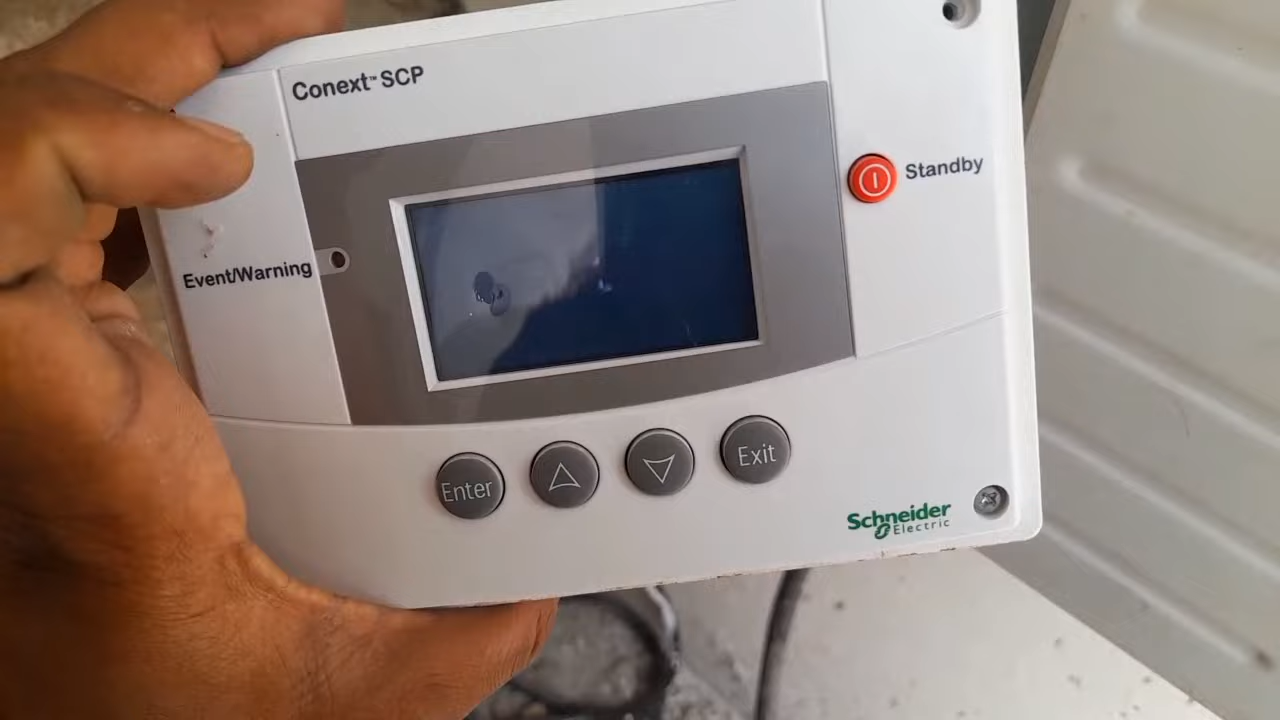 Conext™ SCP
Standby
Event/Warning
Enter
Exit
Schneider
Electric